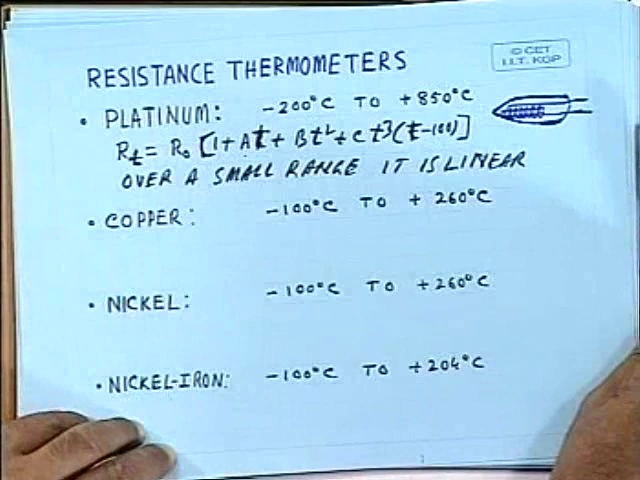 © CET
I.I.T. KGP
RESISTANCE THERMOMETERS
• PLATINUM: -200°C TO +850°C
Rt = R₀ [1 + At + Bt² + Ct³(t-100)]
OVER A SMALL RANGE IT IS LINEAR
• COPPER: -100°C TO + 260°C
• NICKEL: -100°C TO +260°C
• NICKEL-IRON: -100°C TO +204°C